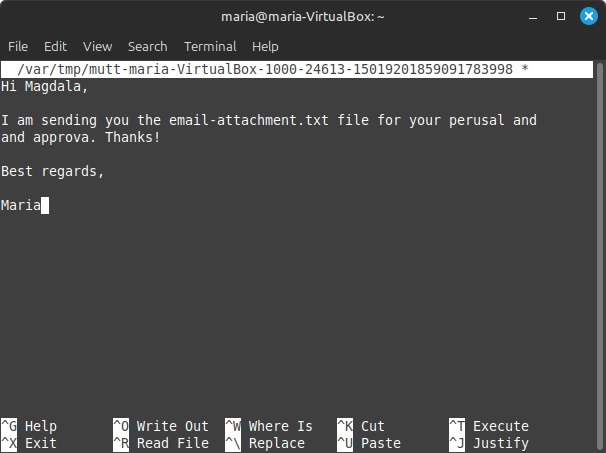 maria@maria-VirtualBox: ~
File Edit View Search Terminal Help
/var/tmp/mutt-maria-VirtualBox-1000-24613-15019201859091783998 *
Hi Magdala,
I am sending you the email-attachment.txt file for your perusal and
and approva. Thanks!
Best regards,
Maria
^G Help ^O Write Out ^W Where Is ^K Cut ^T Execute
^X Exit ^R Read File ^\ Replace ^U Paste ^J Justify